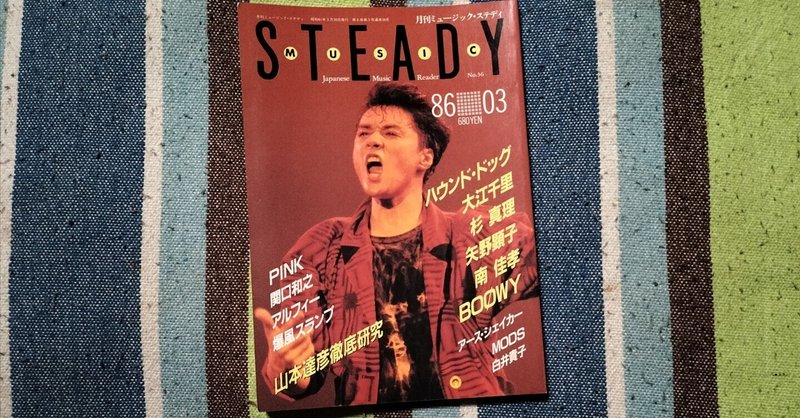 月刊ミュージック・ステディ
STEADY
MUSIC
Japanese Music Reader No.36
86 03
680YEN
ハウンド・ドッグ
大江千里
杉 真理
矢野顕子
南 佳孝
BOØWY
アース・シェイカー
MODS
白井貴子
PINK
関口和之
アルフィー
爆風スランプ
山本達彦徹底研究